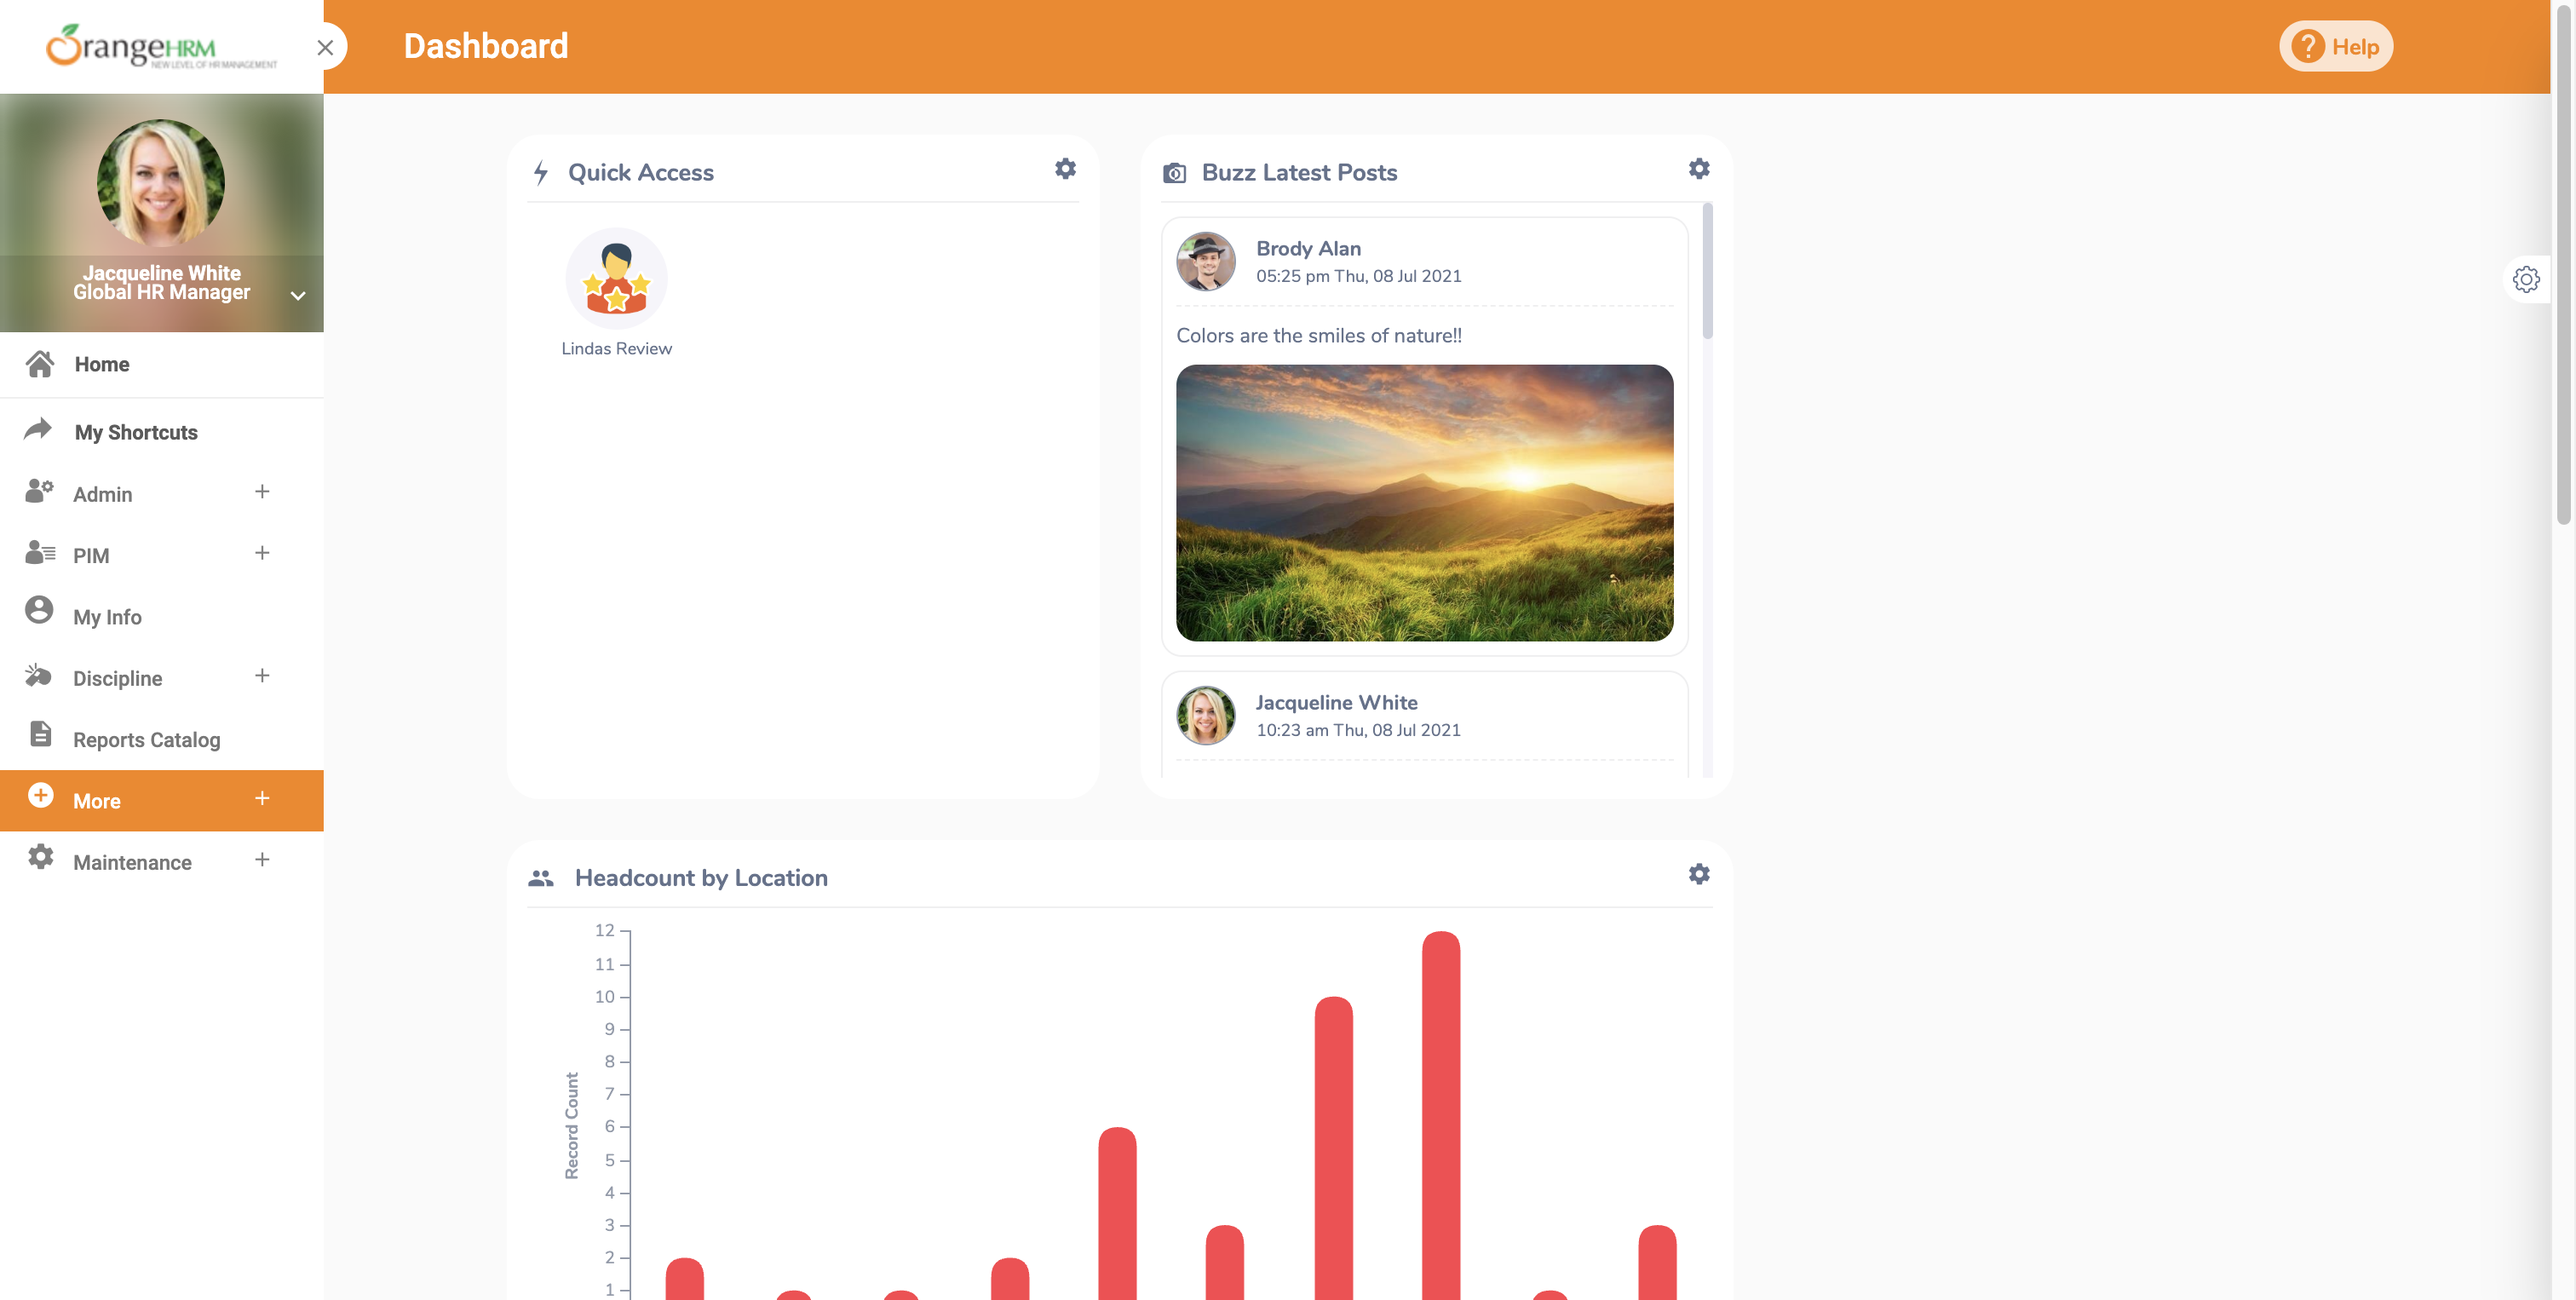 OrangeHRM
NEW LEVEL OF HR MANAGEMENT
Dashboard
Help
Jacqueline White
Global HR Manager
Home
My Shortcuts
Admin
PIM
My Info
Discipline
Reports Catalog
More
Maintenance
Quick Access
Lindas Review
Buzz Latest Posts
Brody Alan
05:25 pm Thu, 08 Jul 2021
Colors are the smiles of nature!!
Jacqueline White
10:23 am Thu, 08 Jul 2021
Headcount by Location
Record Count
12
11
10
9
8
7
6
5
4
3
2
1